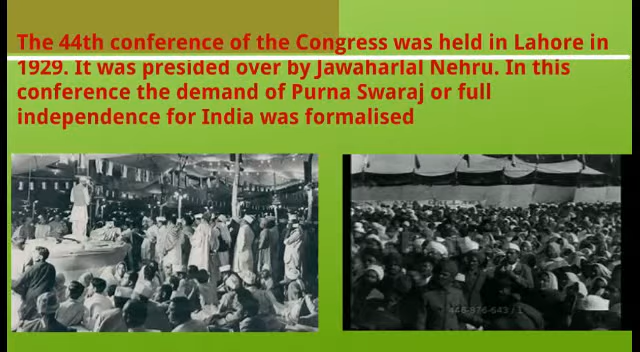 The 44th conference of the Congress was held in Lahore in
1929. It was presided over by Jawaharlal Nehru. In this
conference the demand of Purna Swaraj or full
independence for India was formalised